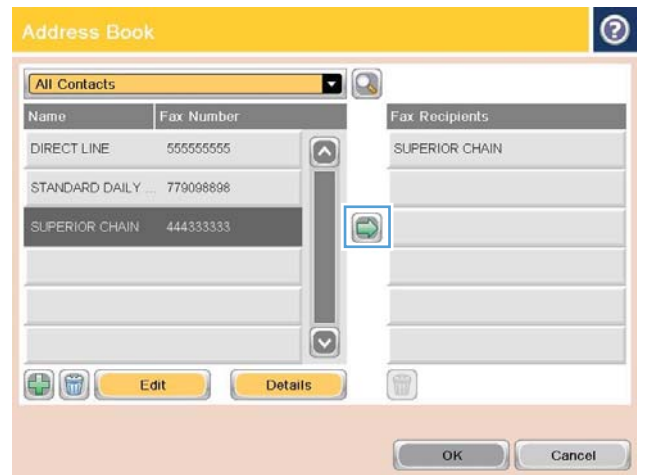 Address Book
?
All Contacts
Name Fax Number Fax Recipients
DIRECT LINE 555555555 SUPERIOR CHAIN
STANDARD DAILY ... 779098898
SUPERIOR CHAIN 444333333
Edit Details
OK Cancel